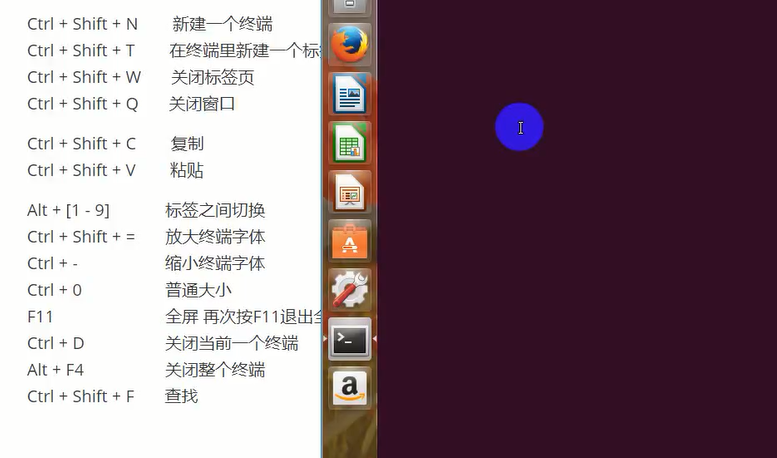 Ctrl + Shift + N 新建一个终端
Ctrl + Shift + T 在终端里新建一个标
Ctrl + Shift + W 关闭标签页
Ctrl + Shift + Q 关闭窗口
Ctrl + Shift + C 复制
Ctrl + Shift + V 粘贴
Alt + [1 - 9] 标签之间切换
Ctrl + Shift + = 放大终端字体
Ctrl + - 缩小终端字体
Ctrl + 0 普通大小
F11 全屏 再次按F11退出
Ctrl + D 关闭当前一个终端
Alt + F4 关闭整个终端
Ctrl + Shift + F 查找